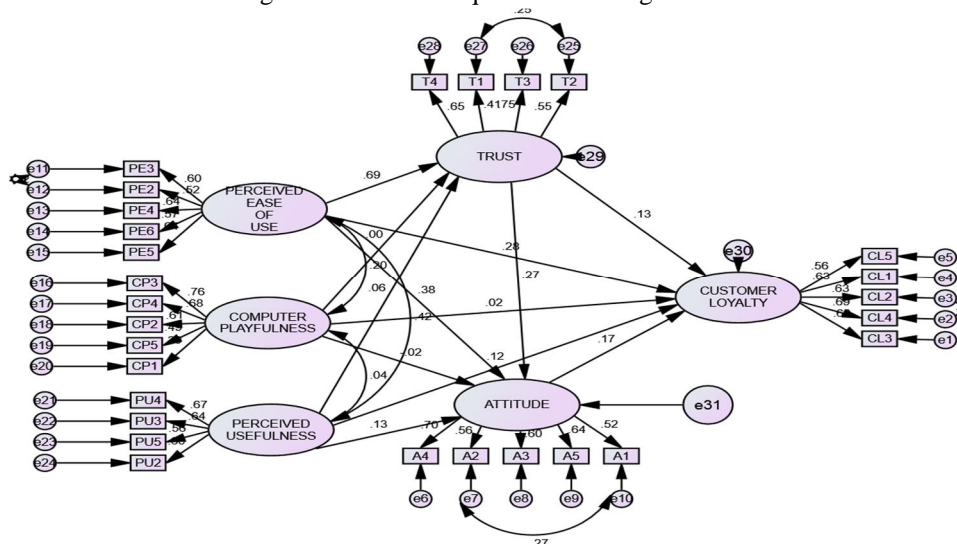 .25
e28 e27 e26 e25
T4 T1 T3 T2
.65 .41 75 .55
TRUST e29
e11 PE3 .60
e12 PE2 .52
e13 PE4 .64
e14 PE6
e15 PE5
PERCEIVED
EASE
OF
USE
.69
.00
.20
.06
.38
.42
.28
.27
.13
e30
CUSTOMER
LOYALTY
.56 CL5 e5
.63 CL1 e4
.63 CL2 e3
.69 CL4 e2
CL3 e1
e16 CP3 .76
e17 CP4 .68
e18 CP2 .61
e19 CP5 .49
e20 CP1
COMPUTER
PLAYFULNESS
.02
.02
.04
.12
.17
e21 PU4 .67
e22 PU3 .64
e23 PU5 .56
e24 PU2
PERCEIVED
USEFULNESS
.13
ATTITUDE
e31
.70 .56 .60 .64 .52
A4 A2 A3 A5 A1
e6 e7 e8 e9 e10
.27